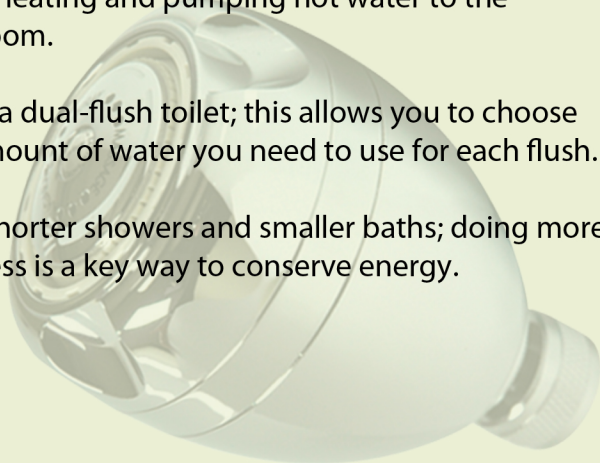 heating and pumping hot water to the
oom.
a dual-flush toilet; this allows you to choose
nount of water you need to use for each flush.
horter showers and smaller baths; doing more
ess is a key way to conserve energy.